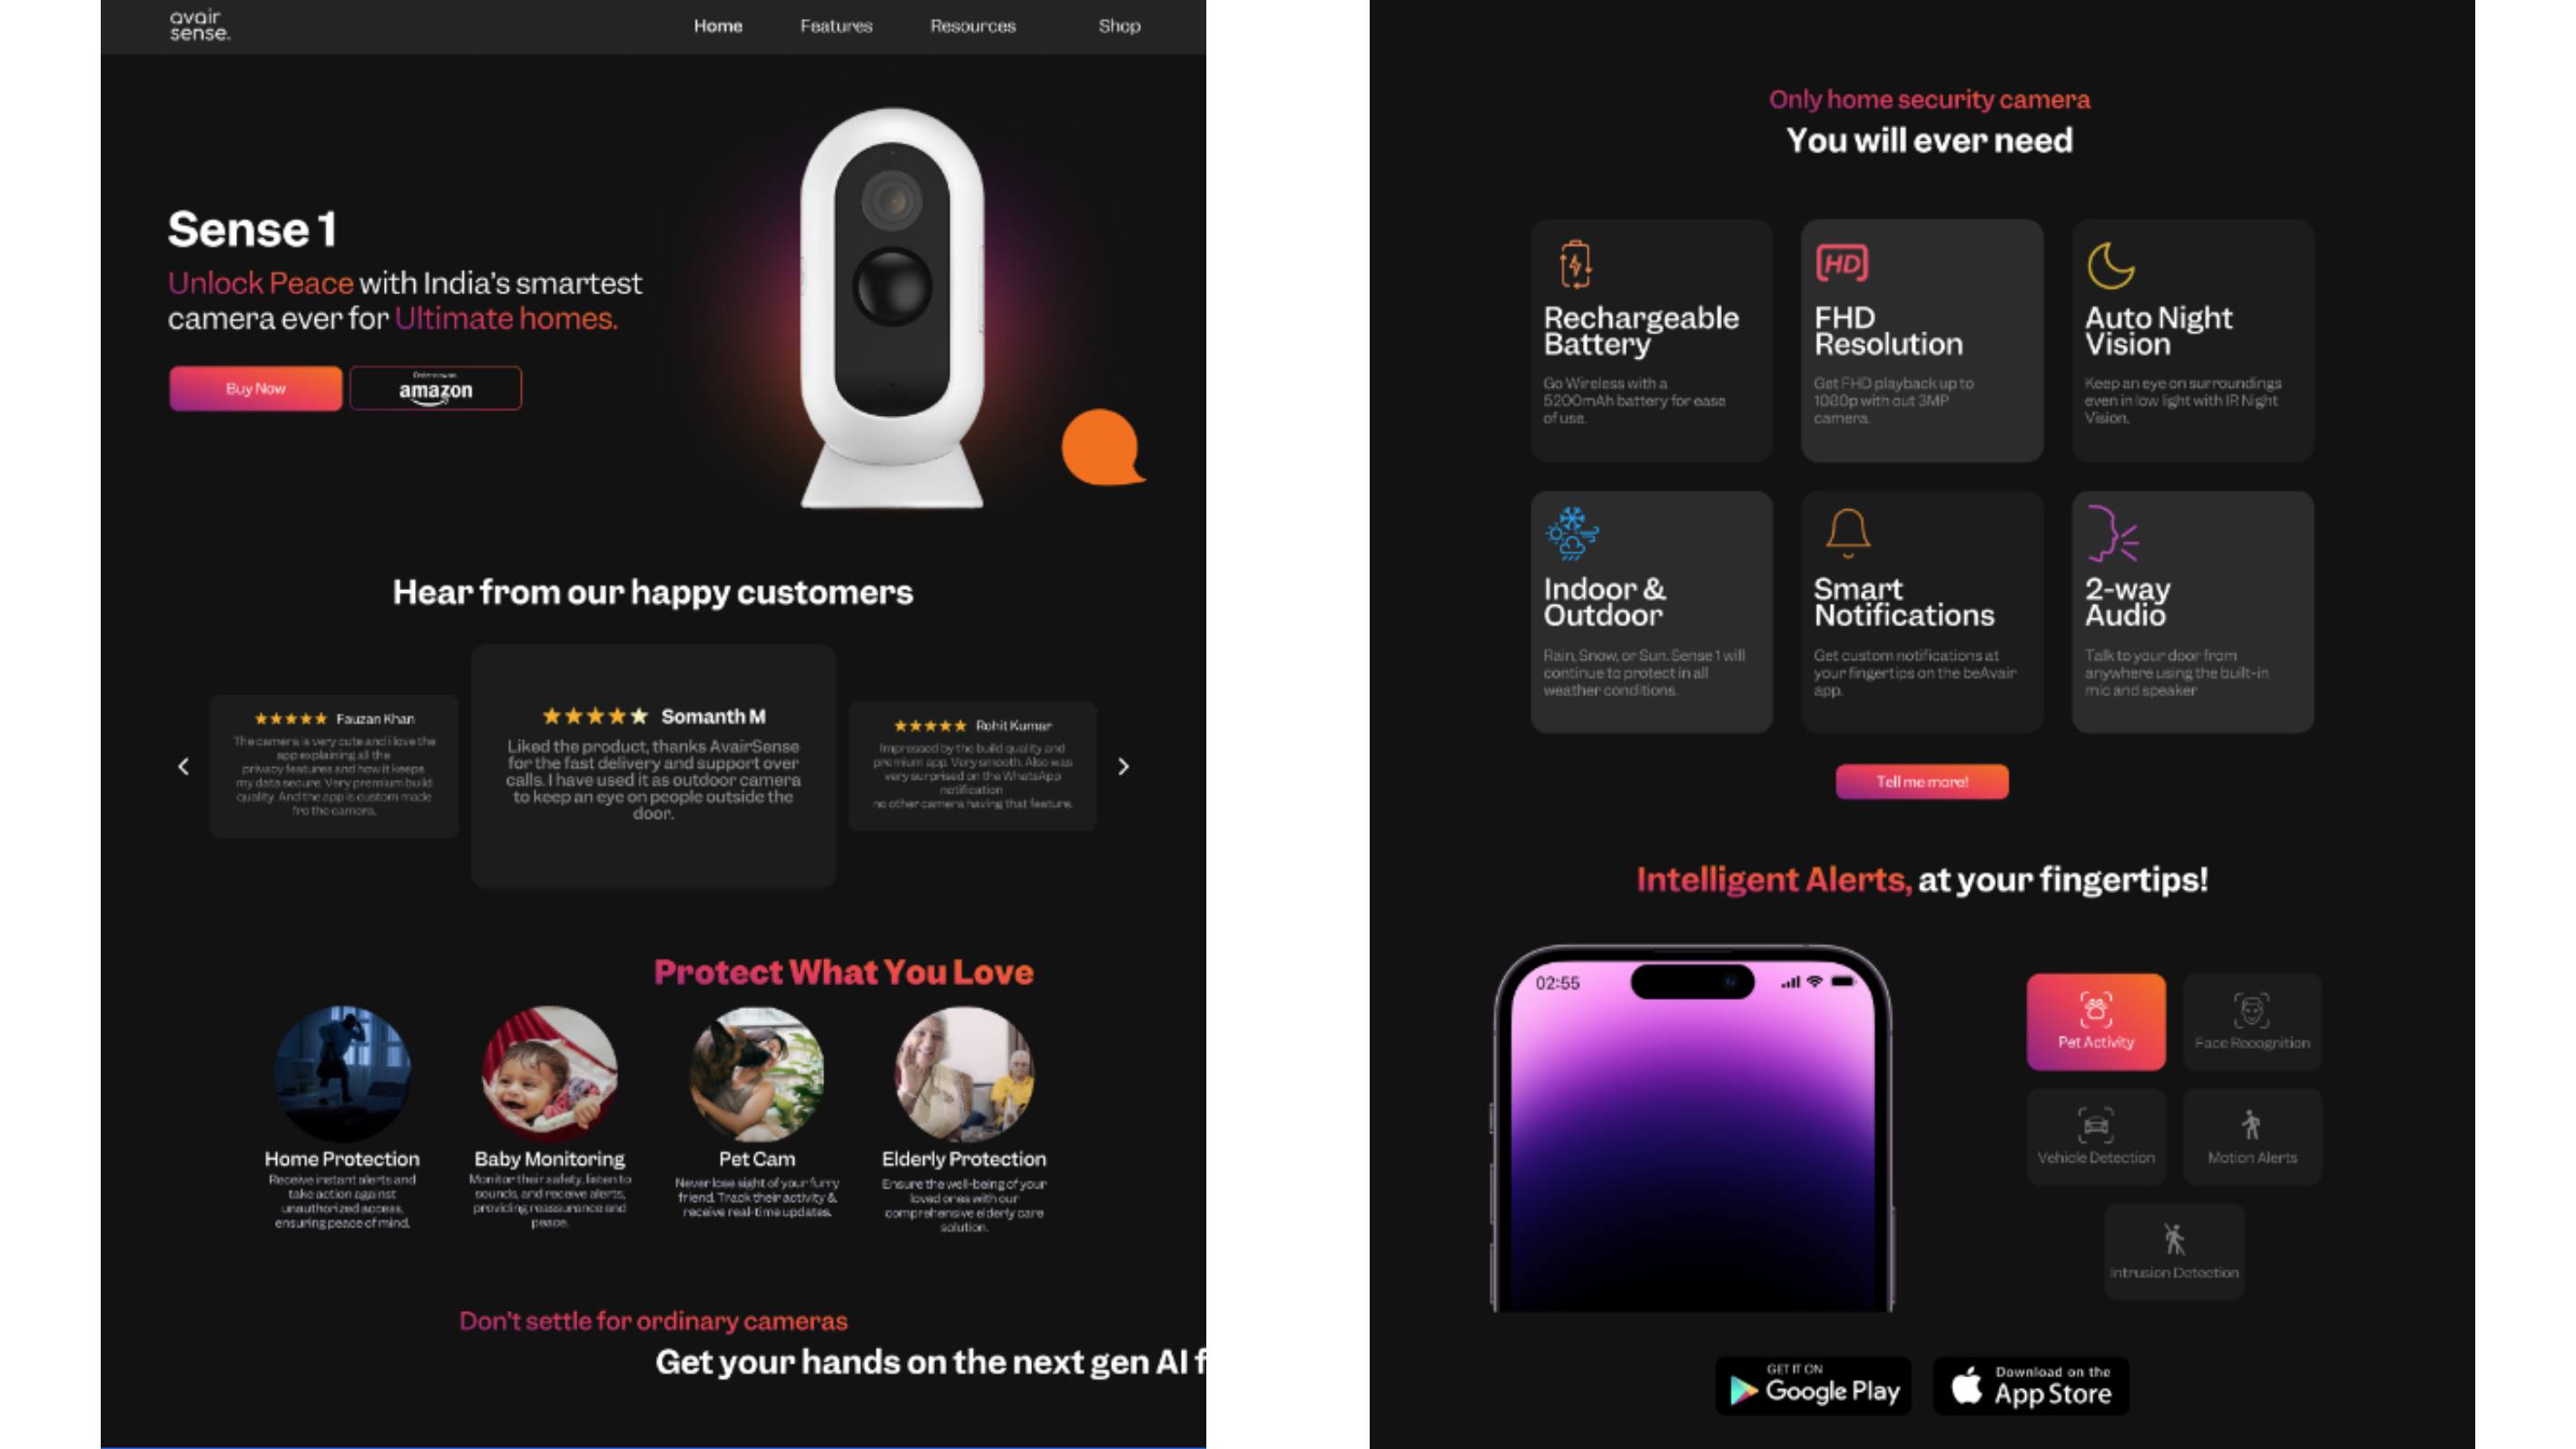 avair
sense.
Home
Features
Resources
Shop
Sense 1
Unlock Peace with India's smartest
camera ever for Ultimate homes.
Buy Now
amazon
Hear from our happy customers
Fauzan Khan
The camera is very cute and i love the
app explaining all the
privacy features and how it keeps
my data secure. Very premium build
quality. And the app is custom made
fro the camera.
Somanth M
Liked the product, thanks AvairSense
for the fast delivery and support over
calls. I have used it as outdoor camera
to keep an eye on people outside the
door.
Rohit Kumar
Impressed by the build quality and
premium app. Very smooth. Also was
very surprised on the WhatsApp
notification
no other camera having that feature.
Protect What You Love
Home Protection
Receive instant alerts and
take action against
unauthorized access,
ensuring peace of mind.
Baby Monitoring
Monitor their safety, listen to
sounds, and receive alerts,
providing reassurance and
peace.
Pet Cam
Never lose sight of your furry
friend. Track their activity &
receive real-time updates.
Elderly Protection
Ensure the well-being of your
loved ones with our
comprehensive elderly care
solution.
Don't settle for ordinary cameras
Get your hands on the next gen AI f
Only home security camera
You will ever need
HD
Rechargeable
Battery
Go Wireless with a
5200mAh battery for ease
of use.
FHD
Resolution
Get FHD playback up to
1080p with out 3MP
camera.
Auto Night
Vision
Keep an eye on surroundings
even in low light with IR Night
Vision.
Indoor &
Outdoor
Rain, Snow, or Sun. Sense 1 will
continue to protect in all
weather conditions.
Smart
Notifications
Get custom notifications at
your fingertips on the beAvair
app.
2-way
Audio
Talk to your door from
anywhere using the built-in
mic and speaker
Tell me more!
Intelligent Alerts, at your fingertips!
02:55
Pet Activity
Face Recognition
Vehicle Detection
Motion Alerts
Intrusion Detection
GET IT ON
Google Play
Download on the
App Store